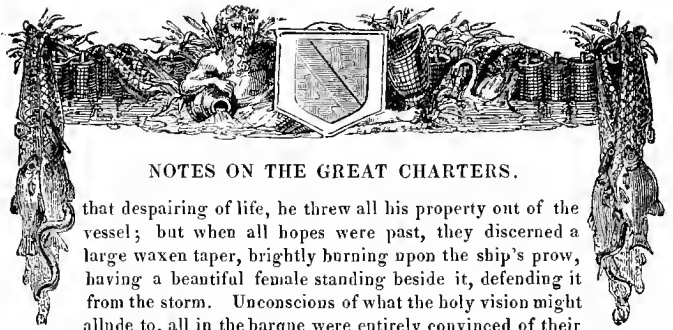 NOTES ON THE GREAT CHARTERS.
that despairing of life, he threw all his property out of the
vessel; but when all hopes were past, they discerned a
large waxen taper, brightly burning upon the ship's prow,
having a beautiful female standing beside it, defending it
from the storm. Unconscious of what the holy vision might
allude to, all in the barque were entirely convinced of their